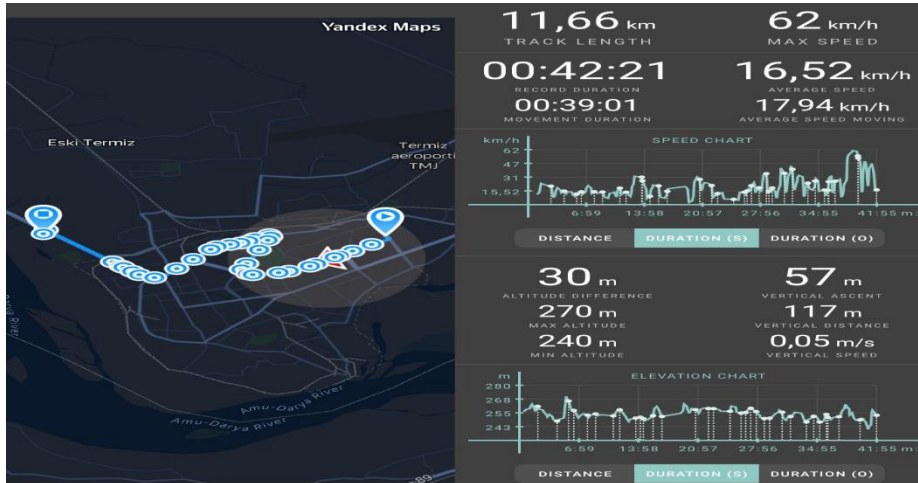 Yandex Maps
Eski Termiz
Termiz
aeroporti
TMJ
Amu-Darya River
Amu-Darya River
11,66 km
TRACK LENGTH
62 km/h
MAX SPEED
00:42:21
RECORD DURATION
16,52 km/h
AVERAGE SPEED
00:39:01
MOVEMENT DURATION
17,94 km/h
AVERAGE SPEED MOVING
km/h
SPEED CHART
62
47
31
15,52
6:59 13:58 20:57 27:56 34:55 41:55 m:
DISTANCE DURATION (S) DURATION (O)
30 m
ALTITUDE DIFFERENCE
57 m
VERTICAL ASCENT
270 m
MAX ALTITUDE
117 m
VERTICAL DISTANCE
240 m
MIN ALTITUDE
0,05 m/s
VERTICAL SPEED
m
ELEVATION CHART
280
268
255
243
6:59 13:58 20:57 27:56 34:55 41:55 m:
DISTANCE DURATION (S) DURATION (O)